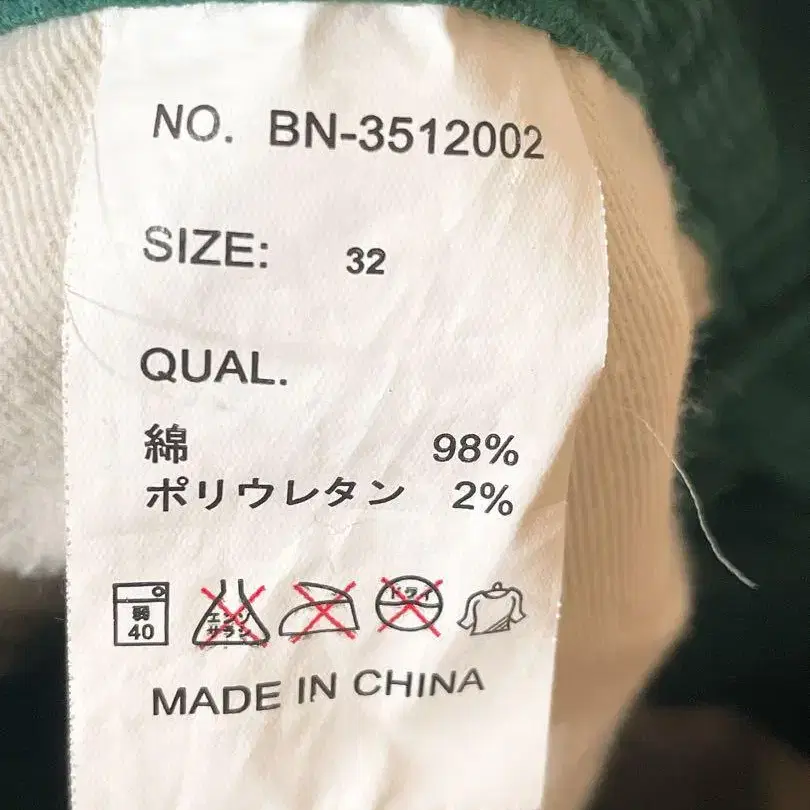 NO. BN-3512002
SIZE: 32
QUAL.
綿 98%
ポリウレタン 2%
弱
40
エンソ
サラシ
ドライ
MADE IN CHINA